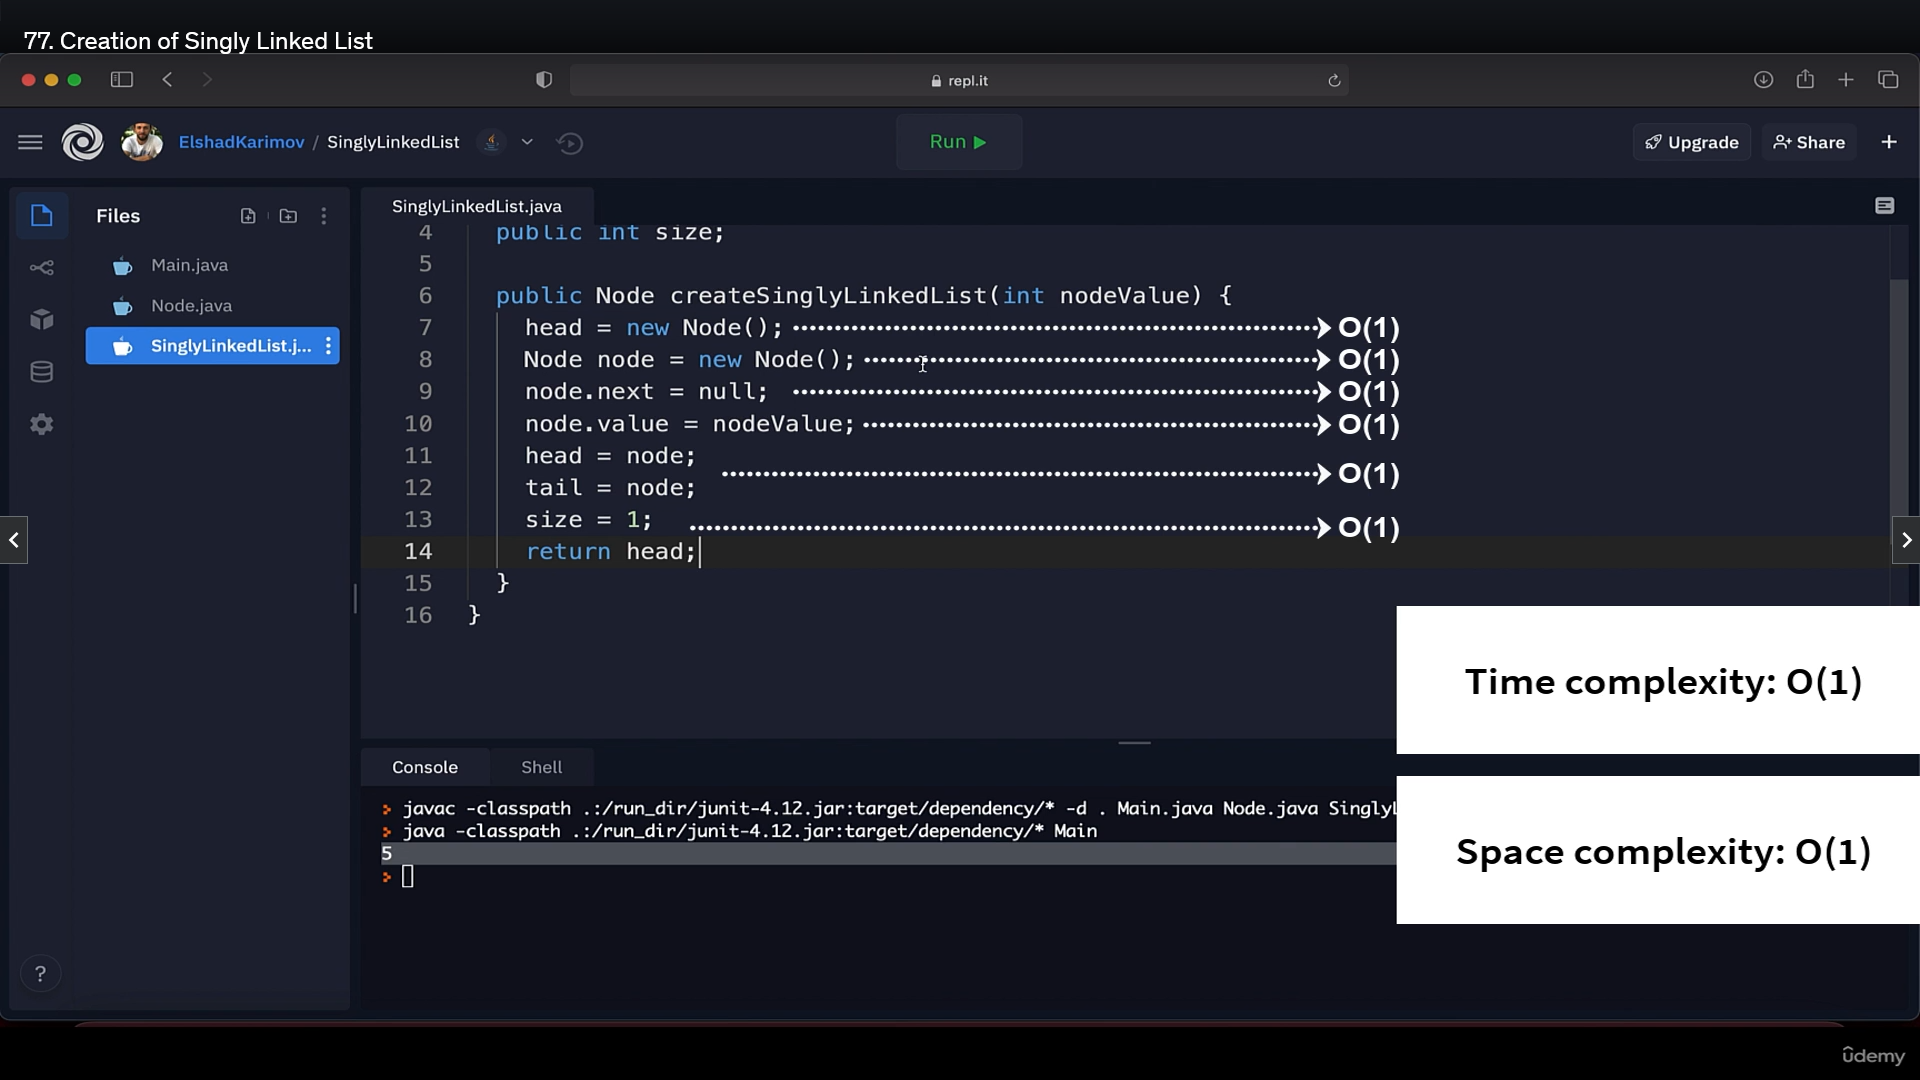 77. Creation of Singly Linked List
repl.it
ElshadKarimov / SinglyLinkedList
Run
Upgrade
Share
Files
Main.java
Node.java
SinglyLinkedList.j...
SinglyLinkedList.java
4 public int size;
5
6 public Node createSinglyLinkedList(int nodeValue) {
7 head = new Node(); O(1)
8 Node node = new Node(); O(1)
9 node.next = null; O(1)
10 node.value = nodeValue; O(1)
11 head = node;
12 tail = node; O(1)
13 size = 1; O(1)
14 return head;
15 }
16 }
Time complexity: O(1)
Space complexity: O(1)
Console Shell
javac -classpath .:/run_dir/junit-4.12.jar:target/dependency/* -d . Main.java Node.java SinglyL
java -classpath .:/run_dir/junit-4.12.jar:target/dependency/* Main
5
?
ûdemy